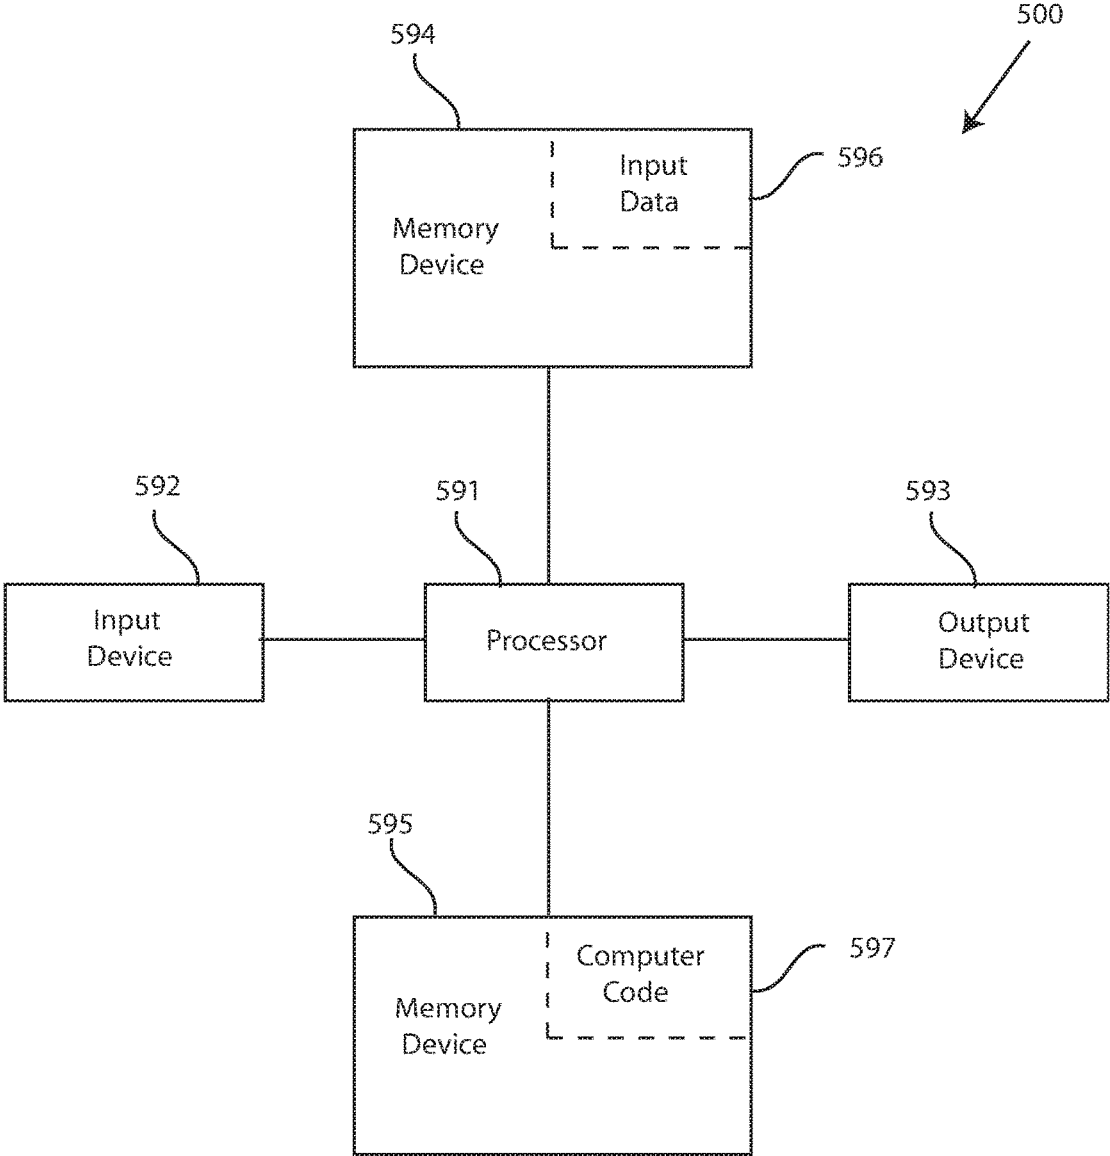 500
594
Input
Data
596
Memory
Device
592
591
593
Input
Device
Processor
Output
Device
595
Computer
Code
597
Memory
Device